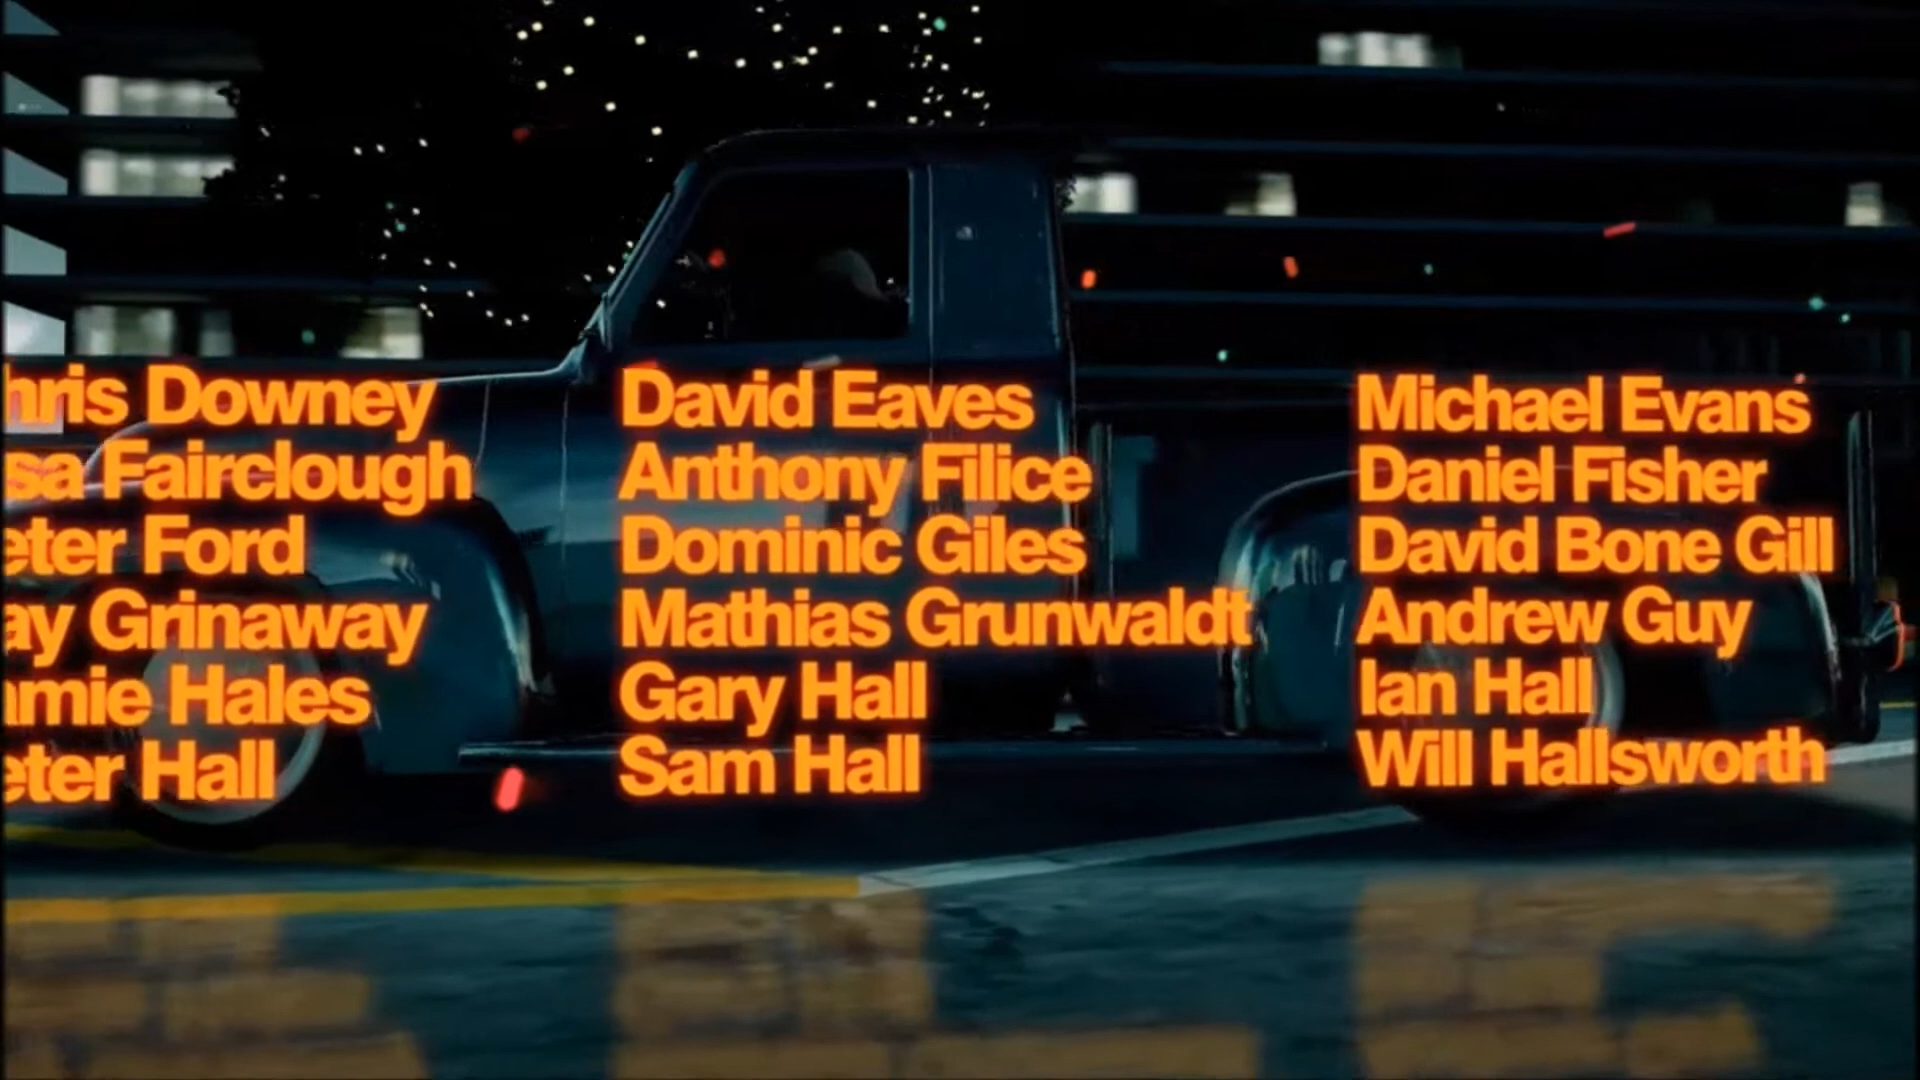 hris Downey
sa Fairclough
eter Ford
ay Grinaway
amie Hales
eter Hall
David Eaves
Anthony Filice
Dominic Giles
Mathias Grunwaldt
Gary Hall
Sam Hall
Michael Evans
Daniel Fisher
David Bone Gill
Andrew Guy
Ian Hall
Will Hallsworth